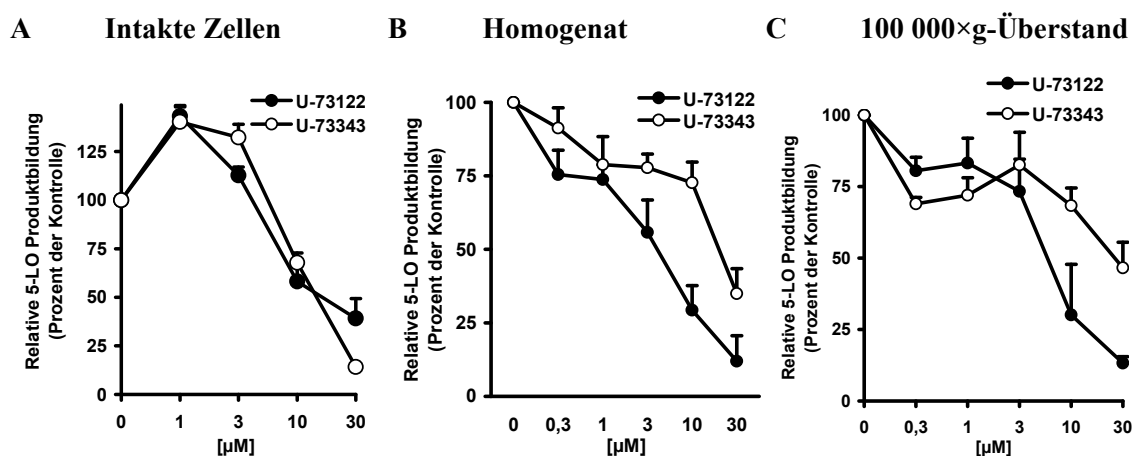 A Intakte Zellen
U-73122
U-73343
Relative 5-LO Produktbildung
(Prozent der Kontrolle)
125
100
75
50
25
0
0 1 3 10 30
[µM]
B Homogenat
U-73122
U-73343
Relative 5-LO Produktbildung
(Prozent der Kontrolle)
100
75
50
25
0
0 0,3 1 3 10 30
[µM]
C 100 000×g-Überstand
U-73122
U-73343
Relative 5-LO Produktbildung
(Prozent der Kontrolle)
100
75
50
25
0
0 0,3 1 3 10 30
[µM]